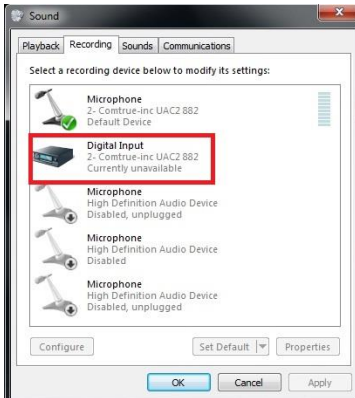 Sound
Playback Recording Sounds Communications
Select a recording device below to modify its settings:
Microphone
2- Comtrue-inc UAC2 882
Default Device
Digital Input
2- Comtrue-inc UAC2 882
Currently unavailable
Microphone
High Definition Audio Device
Disabled, unplugged
Microphone
High Definition Audio Device
Disabled
Microphone
High Definition Audio Device
Disabled, unplugged
Configure Set Default Properties
OK Cancel Apply